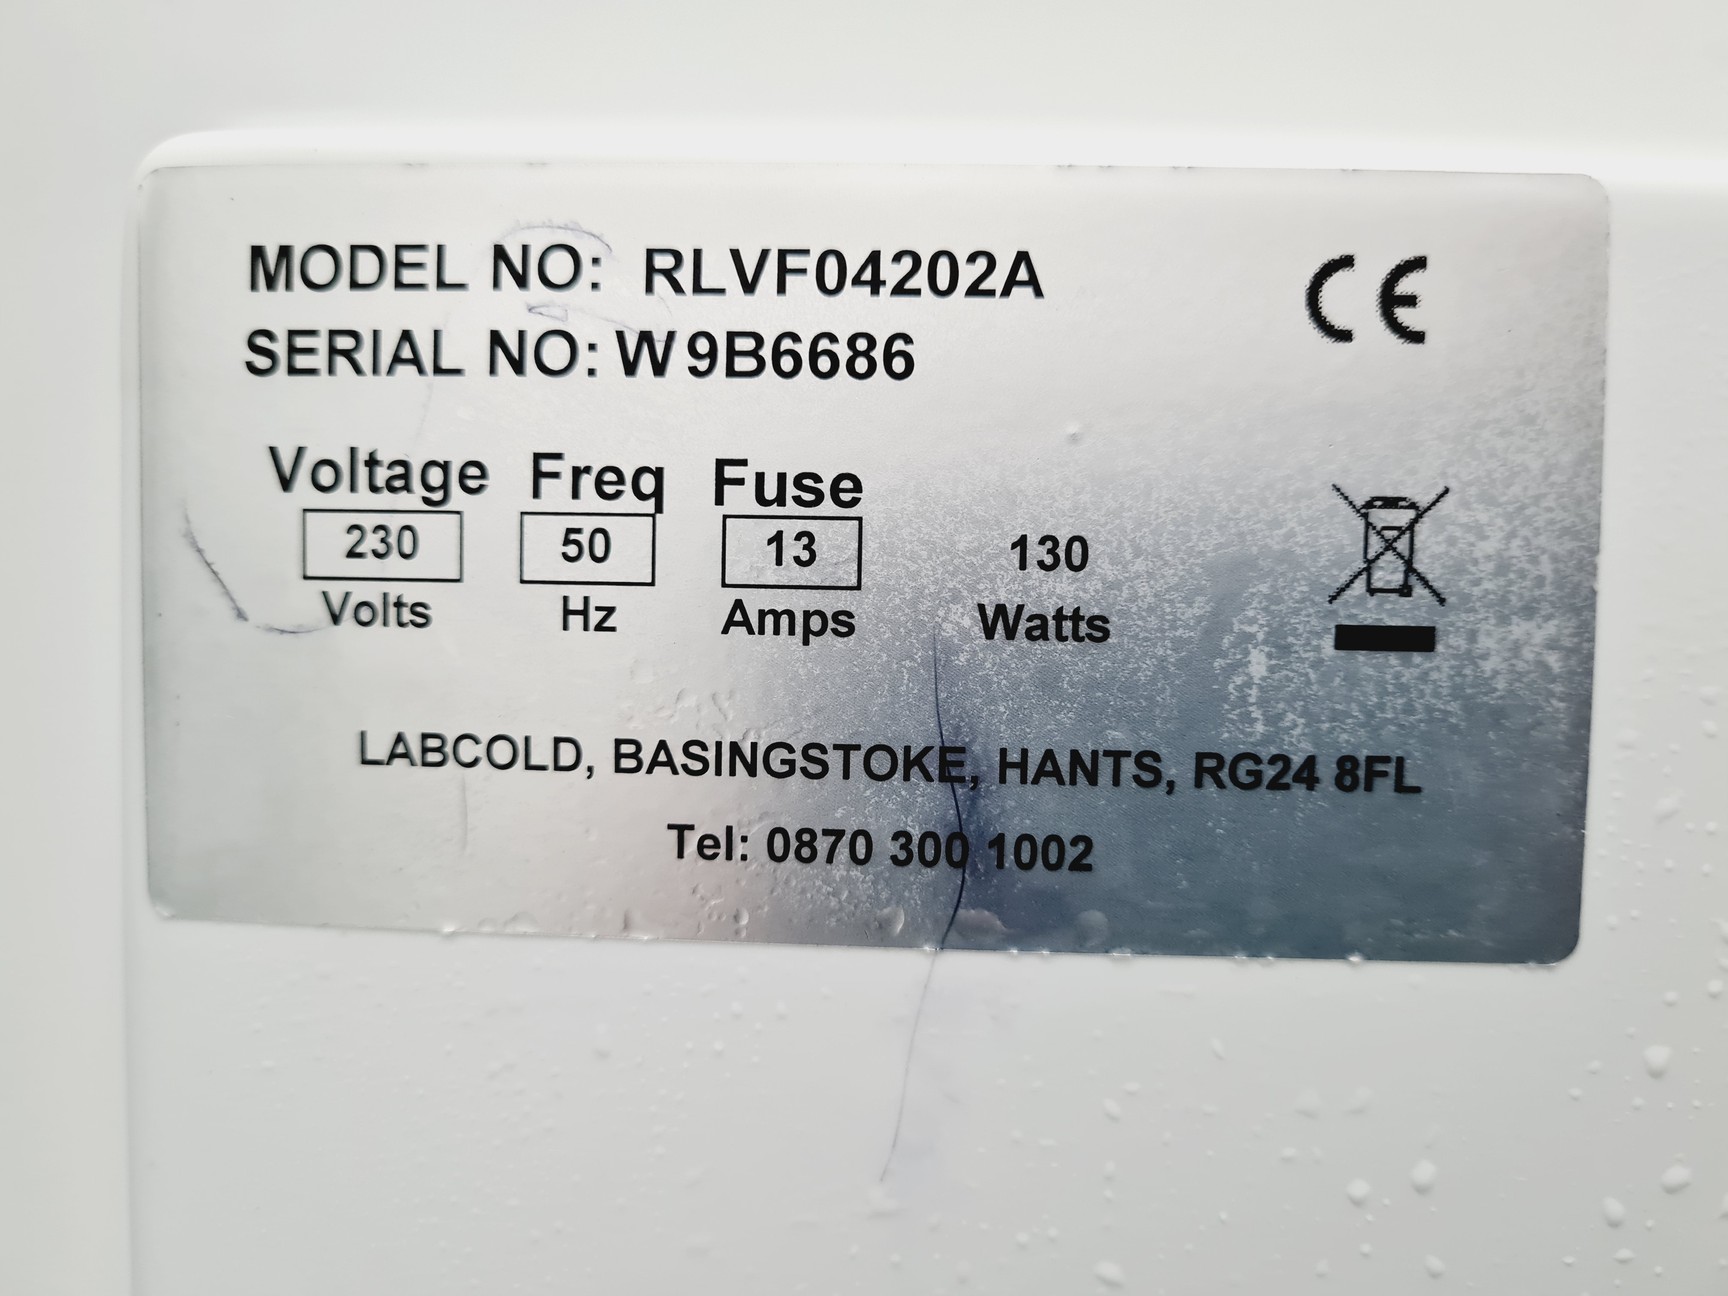 MODEL NO: RLVF04202A
CE
SERIAL NO: W9B6686
Voltage Freq Fuse
230 50 13 130
Volts Hz Amps Watts
LABCOLD, BASINGSTOKE, HANTS, RG24 8FL
Tel: 0870 300 1002